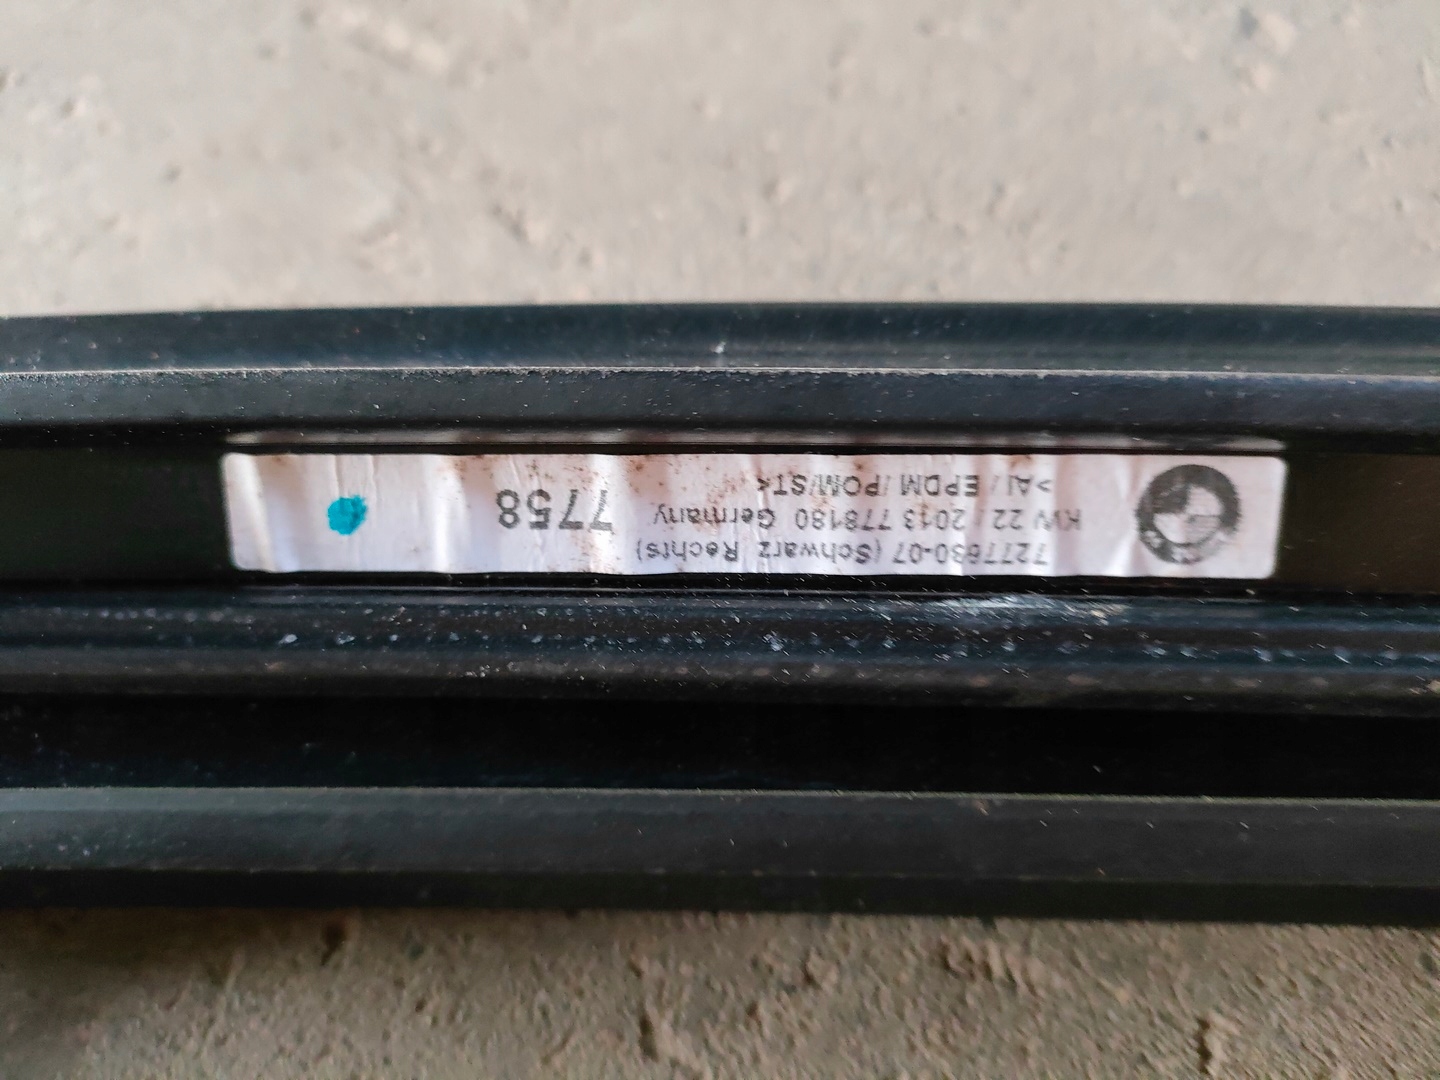 7277630-07 (Schwarz Rechts)
KW 22 / 2013 778180 Germany
>Al / EPDM / POM/ST<
7758